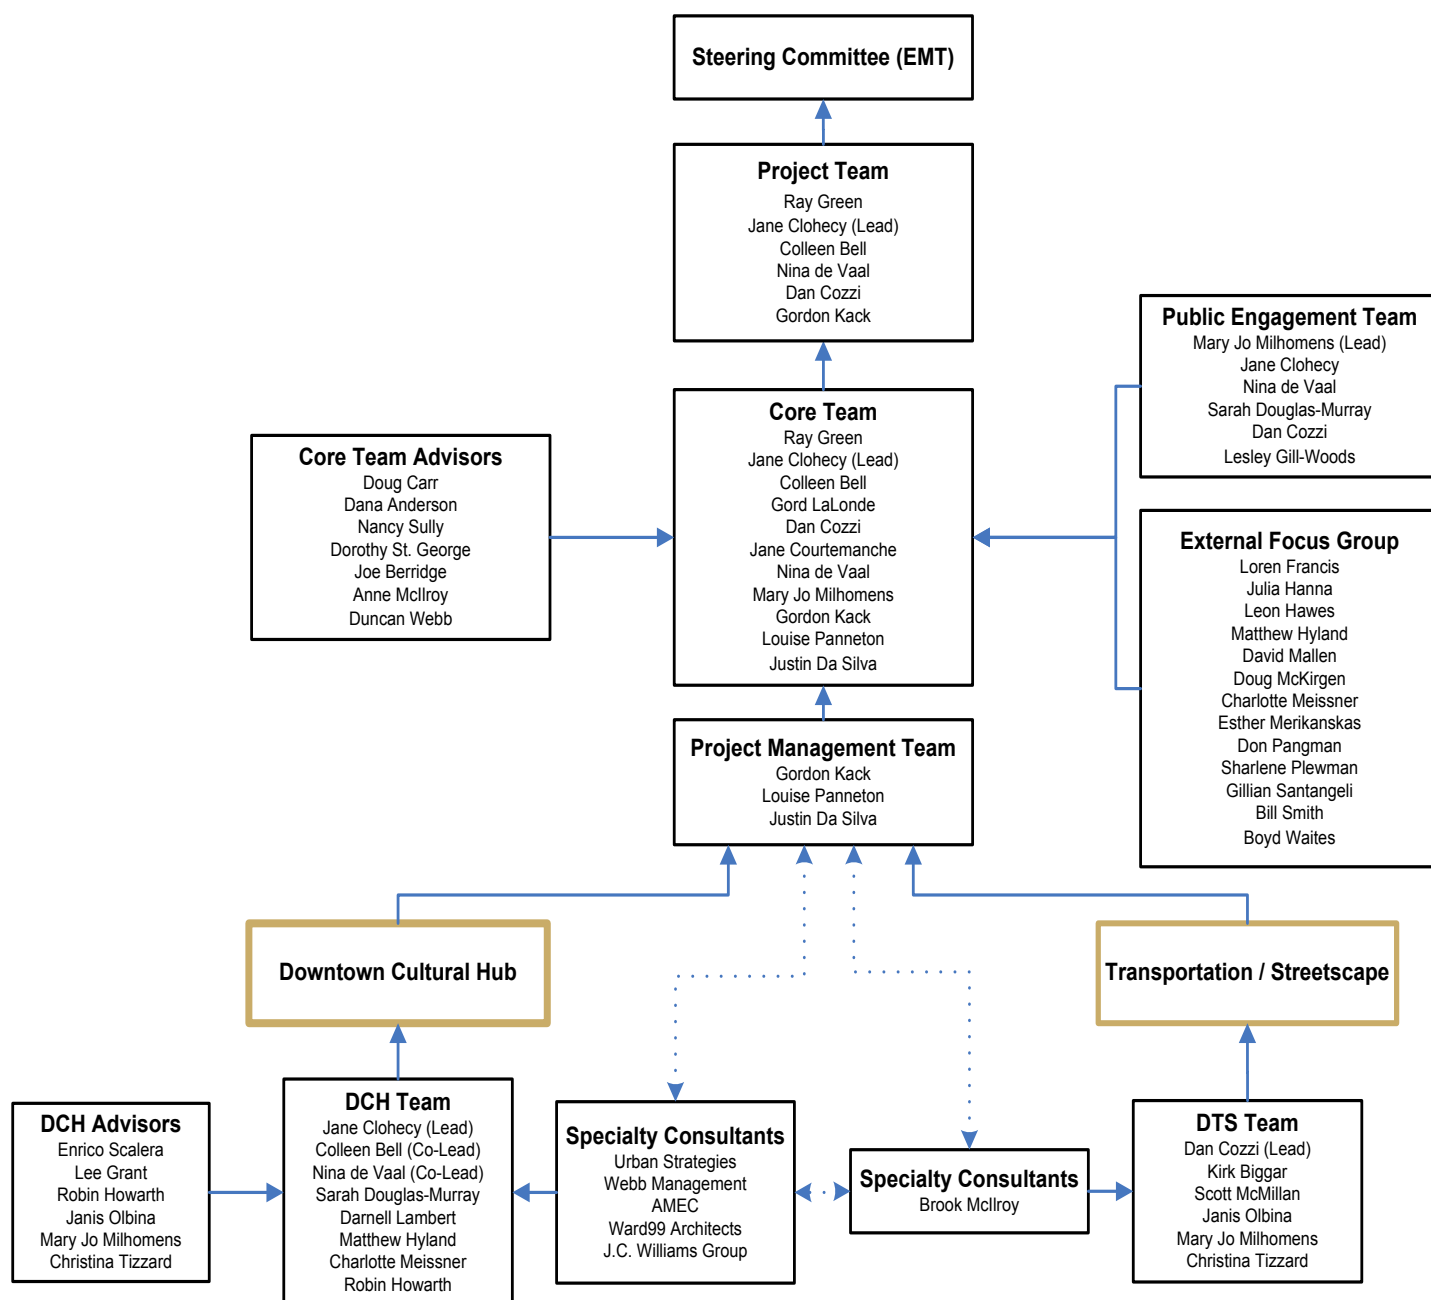 Steering Committee (EMT)
Project Team
Ray Green
Jane Clohecy (Lead)
Colleen Bell
Nina de Vaal
Dan Cozzi
Gordon Kack
Public Engagement Team
Mary Jo Milhomens (Lead)
Jane Clohecy
Nina de Vaal
Sarah Douglas-Murray
Dan Cozzi
Lesley Gill-Woods
Core Team
Ray Green
Jane Clohecy (Lead)
Colleen Bell
Gord LaLonde
Dan Cozzi
Jane Courtemanche
Nina de Vaal
Mary Jo Milhomens
Gordon Kack
Louise Panneton
Justin Da Silva
Core Team Advisors
Doug Carr
Dana Anderson
Nancy Sully
Dorothy St. George
Joe Berridge
Anne McIlroy
Duncan Webb
External Focus Group
Loren Francis
Julia Hanna
Leon Hawes
Matthew Hyland
David Mallen
Doug McKirgen
Charlotte Meissner
Esther Merikanskas
Don Pangman
Sharlene Plewman
Gillian Santangeli
Bill Smith
Boyd Waites
Project Management Team
Gordon Kack
Louise Panneton
Justin Da Silva
Downtown Cultural Hub
Transportation / Streetscape
DCH Advisors
Enrico Scalera
Lee Grant
Robin Howarth
Janis Olbina
Mary Jo Milhomens
Christina Tizzard
DCH Team
Jane Clohecy (Lead)
Colleen Bell (Co-Lead)
Nina de Vaal (Co-Lead)
Sarah Douglas-Murray
Darnell Lambert
Matthew Hyland
Charlotte Meissner
Robin Howarth
Specialty Consultants
Urban Strategies
Webb Management
AMEC
Ward99 Architects
J.C. Williams Group
Specialty Consultants
Brook McIlroy
DTS Team
Dan Cozzi (Lead)
Kirk Biggar
Scott McMillan
Janis Olbina
Mary Jo Milhomens
Christina Tizzard